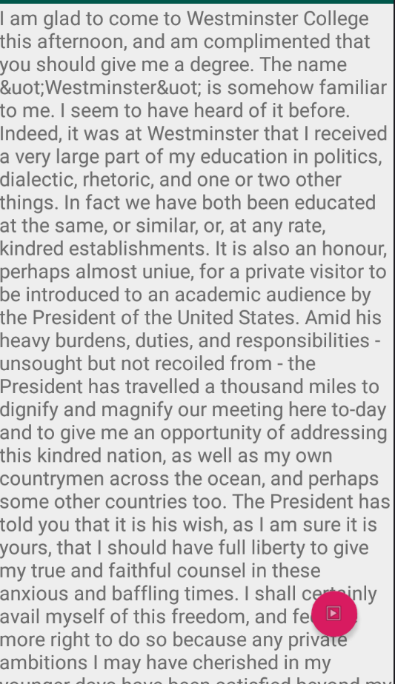 I am glad to come to Westminster College
this afternoon, and am complimented that
you should give me a degree. The name
&uot;Westminster&uot; is somehow familiar
to me. I seem to have heard of it before.
Indeed, it was at Westminster that I received
a very large part of my education in politics,
dialectic, rhetoric, and one or two other
things. In fact we have both been educated
at the same, or similar, or, at any rate,
kindred establishments. It is also an honour,
perhaps almost uniue, for a private visitor to
be introduced to an academic audience by
the President of the United States. Amid his
heavy burdens, duties, and responsibilities -
unsought but not recoiled from - the
President has travelled a thousand miles to
dignify and magnify our meeting here to-day
and to give me an opportunity of addressing
this kindred nation, as well as my own
countrymen across the ocean, and perhaps
some other countries too. The President has
told you that it is his wish, as I am sure it is
yours, that I should have full liberty to give
my true and faithful counsel in these
anxious and baffling times. I shall certainly
avail myself of this freedom, and
more right to do so because any private
ambitions I may have cherished in my
younger days have been satisfied beyond my